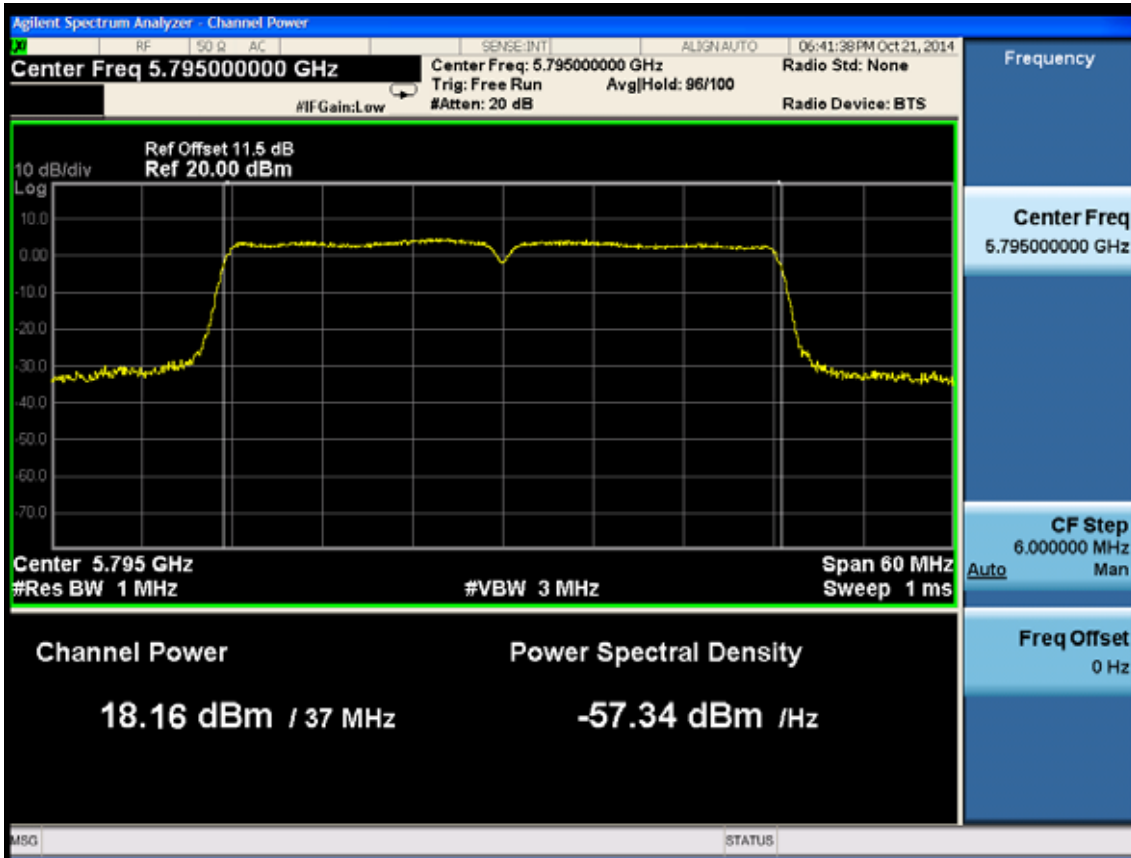 Agilent Spectrum Analyzer - Channel Power
RF 50 Ω AC SENSE:INT ALIGN AUTO 06:41:38 PM Oct 21, 2014
Center Freq 5.795000000 GHz
Center Freq: 5.795000000 GHz
Radio Std: None
Trig: Free Run
Avg|Hold: 96/100
#IFGain:Low
#Atten: 20 dB
Radio Device: BTS
Ref Offset 11.5 dB
10 dB/div Ref 20.00 dBm
Log
10.0
0.00
-10.0
-20.0
-30.0
-40.0
-50.0
-60.0
-70.0
Center 5.795 GHz
Span 60 MHz
#Res BW 1 MHz
#VBW 3 MHz
Sweep 1 ms
Channel Power
Power Spectral Density
18.16 dBm / 37 MHz
-57.34 dBm /Hz
MSG
STATUS
Frequency
Center Freq
5.795000000 GHz
CF Step
6.000000 MHz
Auto Man
Freq Offset
0 Hz